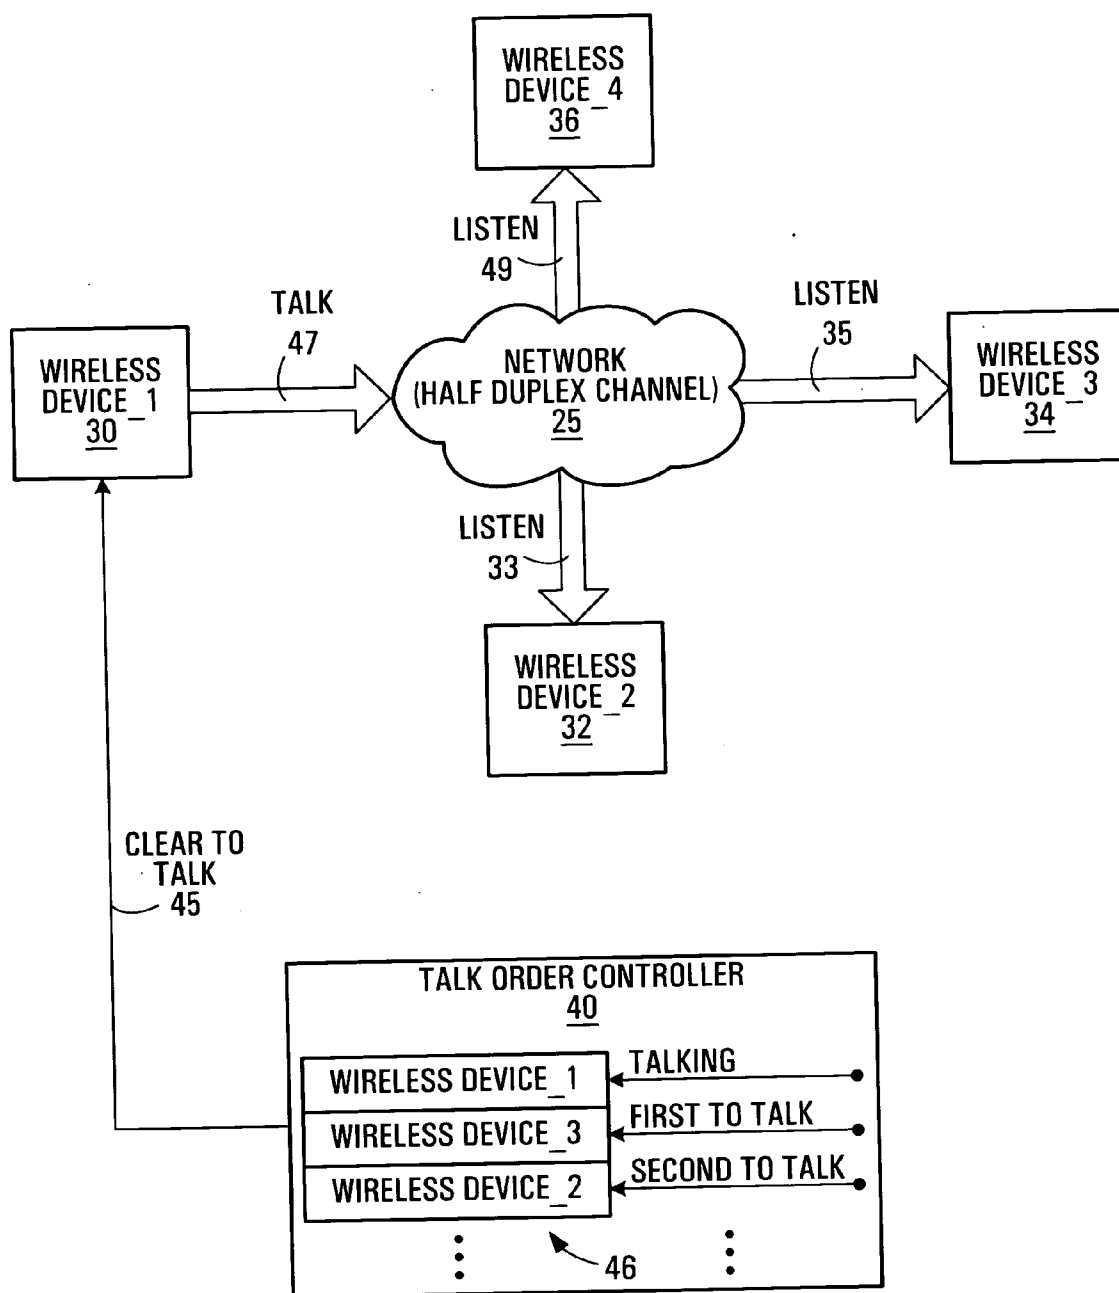 WIRELESS
DEVICE_4
36
LISTEN
49
TALK
47
LISTEN
35
WIRELESS
DEVICE_1
30
NETWORK
(HALF DUPLEX CHANNEL)
25
WIRELESS
DEVICE_3
34
LISTEN
33
WIRELESS
DEVICE_2
32
CLEAR TO
TALK
45
TALK ORDER CONTROLLER
40
WIRELESS DEVICE_1
TALKING
WIRELESS DEVICE_3
FIRST TO TALK
WIRELESS DEVICE_2
SECOND TO TALK
46